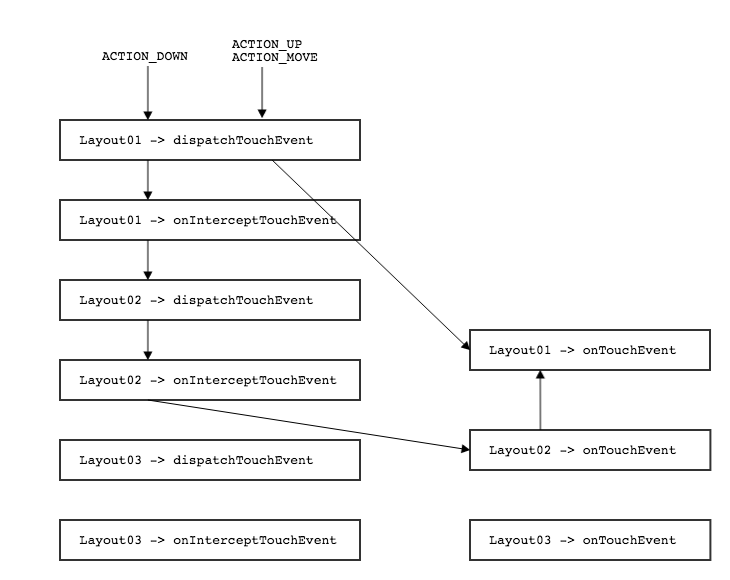 ACTION_DOWN
ACTION_UP
ACTION_MOVE
Layout01 -> dispatchTouchEvent
Layout01 -> onInterceptTouchEvent
Layout02 -> dispatchTouchEvent
Layout01 -> onTouchEvent
Layout02 -> onInterceptTouchEvent
Layout02 -> onTouchEvent
Layout03 -> dispatchTouchEvent
Layout03 -> onInterceptTouchEvent
Layout03 -> onTouchEvent